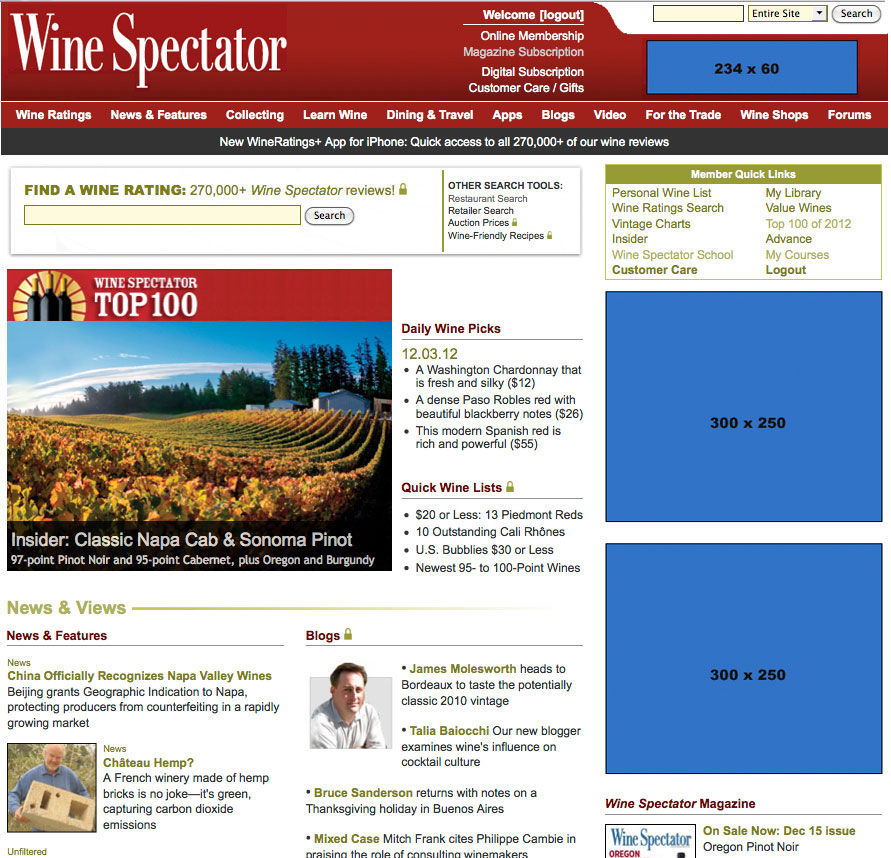 Wine Spectator
Welcome [logout]
Online Membership
Magazine Subscription
Digital Subscription
Customer Care / Gifts
Entire Site
Search
234 x 60
Wine Ratings News & Features Collecting Learn Wine Dining & Travel Apps Blogs Video For the Trade Wine Shops Forums
New WineRatings+ App for iPhone: Quick access to all 270,000+ of our wine reviews
FIND A WINE RATING: 270,000+ Wine Spectator reviews!
Search
OTHER SEARCH TOOLS:
Restaurant Search
Retailer Search
Auction Prices
Wine-Friendly Recipes
Member Quick Links
Personal Wine List My Library
Wine Ratings Search Value Wines
Vintage Charts Top 100 of 2012
Insider Advance
Wine Spectator School My Courses
Customer Care Logout
WINE SPECTATOR
TOP 100
Insider: Classic Napa Cab & Sonoma Pinot
97-point Pinot Noir and 95-point Cabernet, plus Oregon and Burgundy
Daily Wine Picks
12.03.12
• A Washington Chardonnay that
is fresh and silky ($12)
• A dense Paso Robles red with
beautiful blackberry notes ($26)
• This modern Spanish red is
rich and powerful ($55)
Quick Wine Lists
• $20 or Less: 13 Piedmont Reds
• 10 Outstanding Cali Rhônes
• U.S. Bubblies $30 or Less
• Newest 95- to 100-Point Wines
300 x 250
300 x 250
News & Views
News & Features
News
China Officially Recognizes Napa Valley Wines
Beijing grants Geographic Indication to Napa,
protecting producers from counterfeiting in a rapidly
growing market
News
Château Hemp?
A French winery made of hemp
bricks is no joke—it's green,
capturing carbon dioxide
emissions
Unfiltered
Blogs
• James Molesworth heads to
Bordeaux to taste the potentially
classic 2010 vintage
• Talia Baiocchi Our new blogger
examines wine's influence on
cocktail culture
• Bruce Sanderson returns with notes on a
Thanksgiving holiday in Buenos Aires
• Mixed Case Mitch Frank cites Philippe Cambie in
praising the role of consulting winemakers
Wine Spectator Magazine
Wine Spectator
OREGON
On Sale Now: Dec 15 issue
Oregon Pinot Noir